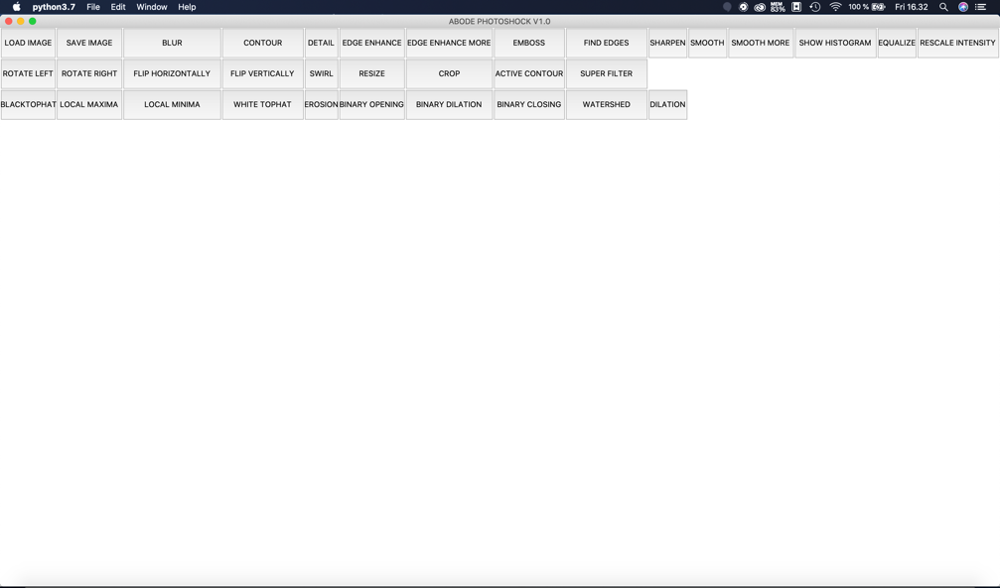 python3.7 File Edit Window Help MEM 83% 100 % Fri 16.32
ABODE PHOTOSHOCK V1.0
LOAD IMAGE SAVE IMAGE BLUR CONTOUR DETAIL EDGE ENHANCE EDGE ENHANCE MORE EMBOSS FIND EDGES SHARPEN SMOOTH SMOOTH MORE SHOW HISTOGRAM EQUALIZE RESCALE INTENSITY
ROTATE LEFT ROTATE RIGHT FLIP HORIZONTALLY FLIP VERTICALLY SWIRL RESIZE CROP ACTIVE CONTOUR SUPER FILTER
BLACKTOPHAT LOCAL MAXIMA LOCAL MINIMA WHITE TOPHAT EROSION BINARY OPENING BINARY DILATION BINARY CLOSING WATERSHED DILATION